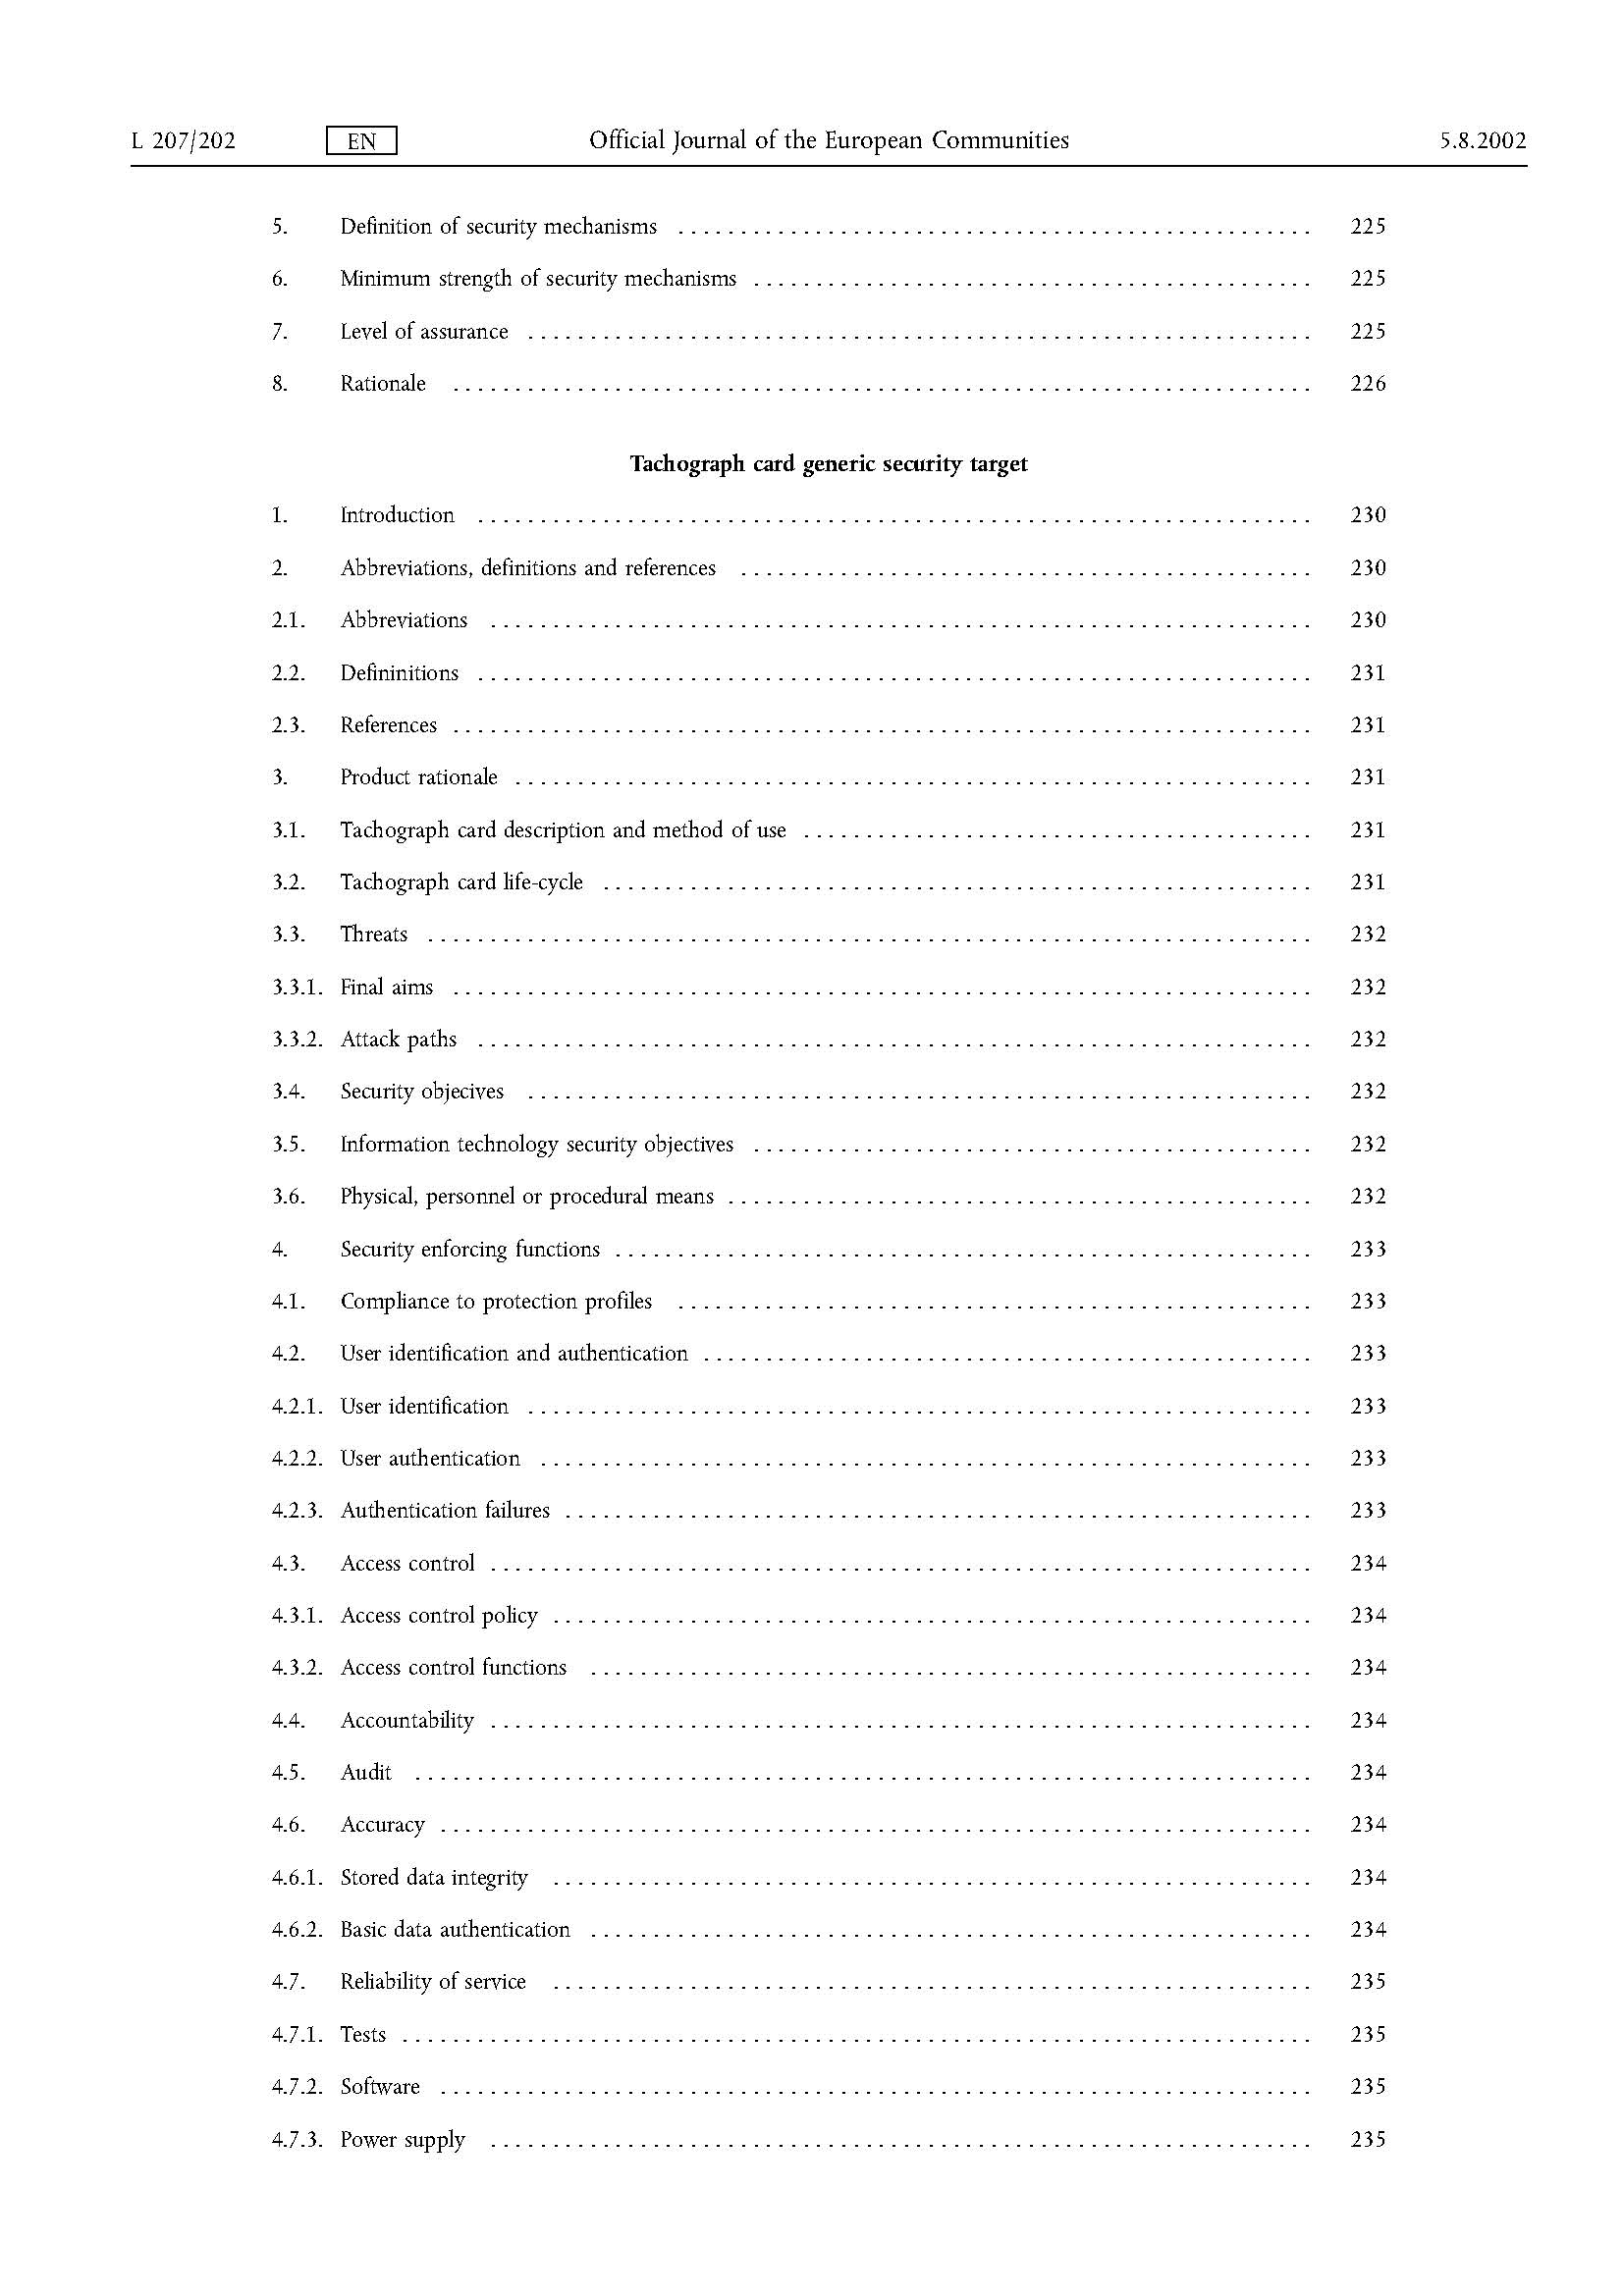 L 207/202 EN Official Journal of the European Communities 5.8.2002
5. Definition of security mechanisms . . . . . . . . . . . . . . . . . . . . 225
6. Minimum strength of security mechanisms . . . . . . . . . . . . . . . . . . . . 225
7. Level of assurance . . . . . . . . . . . . . . . . . . . . 225
8. Rationale . . . . . . . . . . . . . . . . . . . . 226
Tachograph card generic security target
1. Introduction . . . . . . . . . . . . . . . . . . . . 230
2. Abbreviations, definitions and references . . . . . . . . . . . . . . . . . . . . 230
2.1. Abbreviations . . . . . . . . . . . . . . . . . . . . 230
2.2. Defininitions . . . . . . . . . . . . . . . . . . . . 231
2.3. References . . . . . . . . . . . . . . . . . . . . 231
3. Product rationale . . . . . . . . . . . . . . . . . . . . 231
3.1. Tachograph card description and method of use . . . . . . . . . . . . . . . . . . . . 231
3.2. Tachograph card life-cycle . . . . . . . . . . . . . . . . . . . . 231
3.3. Threats . . . . . . . . . . . . . . . . . . . . 232
3.3.1. Final aims . . . . . . . . . . . . . . . . . . . . 232
3.3.2. Attack paths . . . . . . . . . . . . . . . . . . . . 232
3.4. Security objecives . . . . . . . . . . . . . . . . . . . . 232
3.5. Information technology security objectives . . . . . . . . . . . . . . . . . . . . 232
3.6. Physical, personnel or procedural means . . . . . . . . . . . . . . . . . . . . 232
4. Security enforcing functions . . . . . . . . . . . . . . . . . . . . 233
4.1. Compliance to protection profiles . . . . . . . . . . . . . . . . . . . . 233
4.2. User identification and authentication . . . . . . . . . . . . . . . . . . . . 233
4.2.1. User identification . . . . . . . . . . . . . . . . . . . . 233
4.2.2. User authentication . . . . . . . . . . . . . . . . . . . . 233
4.2.3. Authentication failures . . . . . . . . . . . . . . . . . . . . 233
4.3. Access control . . . . . . . . . . . . . . . . . . . . 234
4.3.1. Access control policy . . . . . . . . . . . . . . . . . . . . 234
4.3.2. Access control functions . . . . . . . . . . . . . . . . . . . . 234
4.4. Accountability . . . . . . . . . . . . . . . . . . . . 234
4.5. Audit . . . . . . . . . . . . . . . . . . . . 234
4.6. Accuracy . . . . . . . . . . . . . . . . . . . . 234
4.6.1. Stored data integrity . . . . . . . . . . . . . . . . . . . . 234
4.6.2. Basic data authentication . . . . . . . . . . . . . . . . . . . . 234
4.7. Reliability of service . . . . . . . . . . . . . . . . . . . . 235
4.7.1. Tests . . . . . . . . . . . . . . . . . . . . 235
4.7.2. Software . . . . . . . . . . . . . . . . . . . . 235
4.7.3. Power supply . . . . . . . . . . . . . . . . . . . . 235